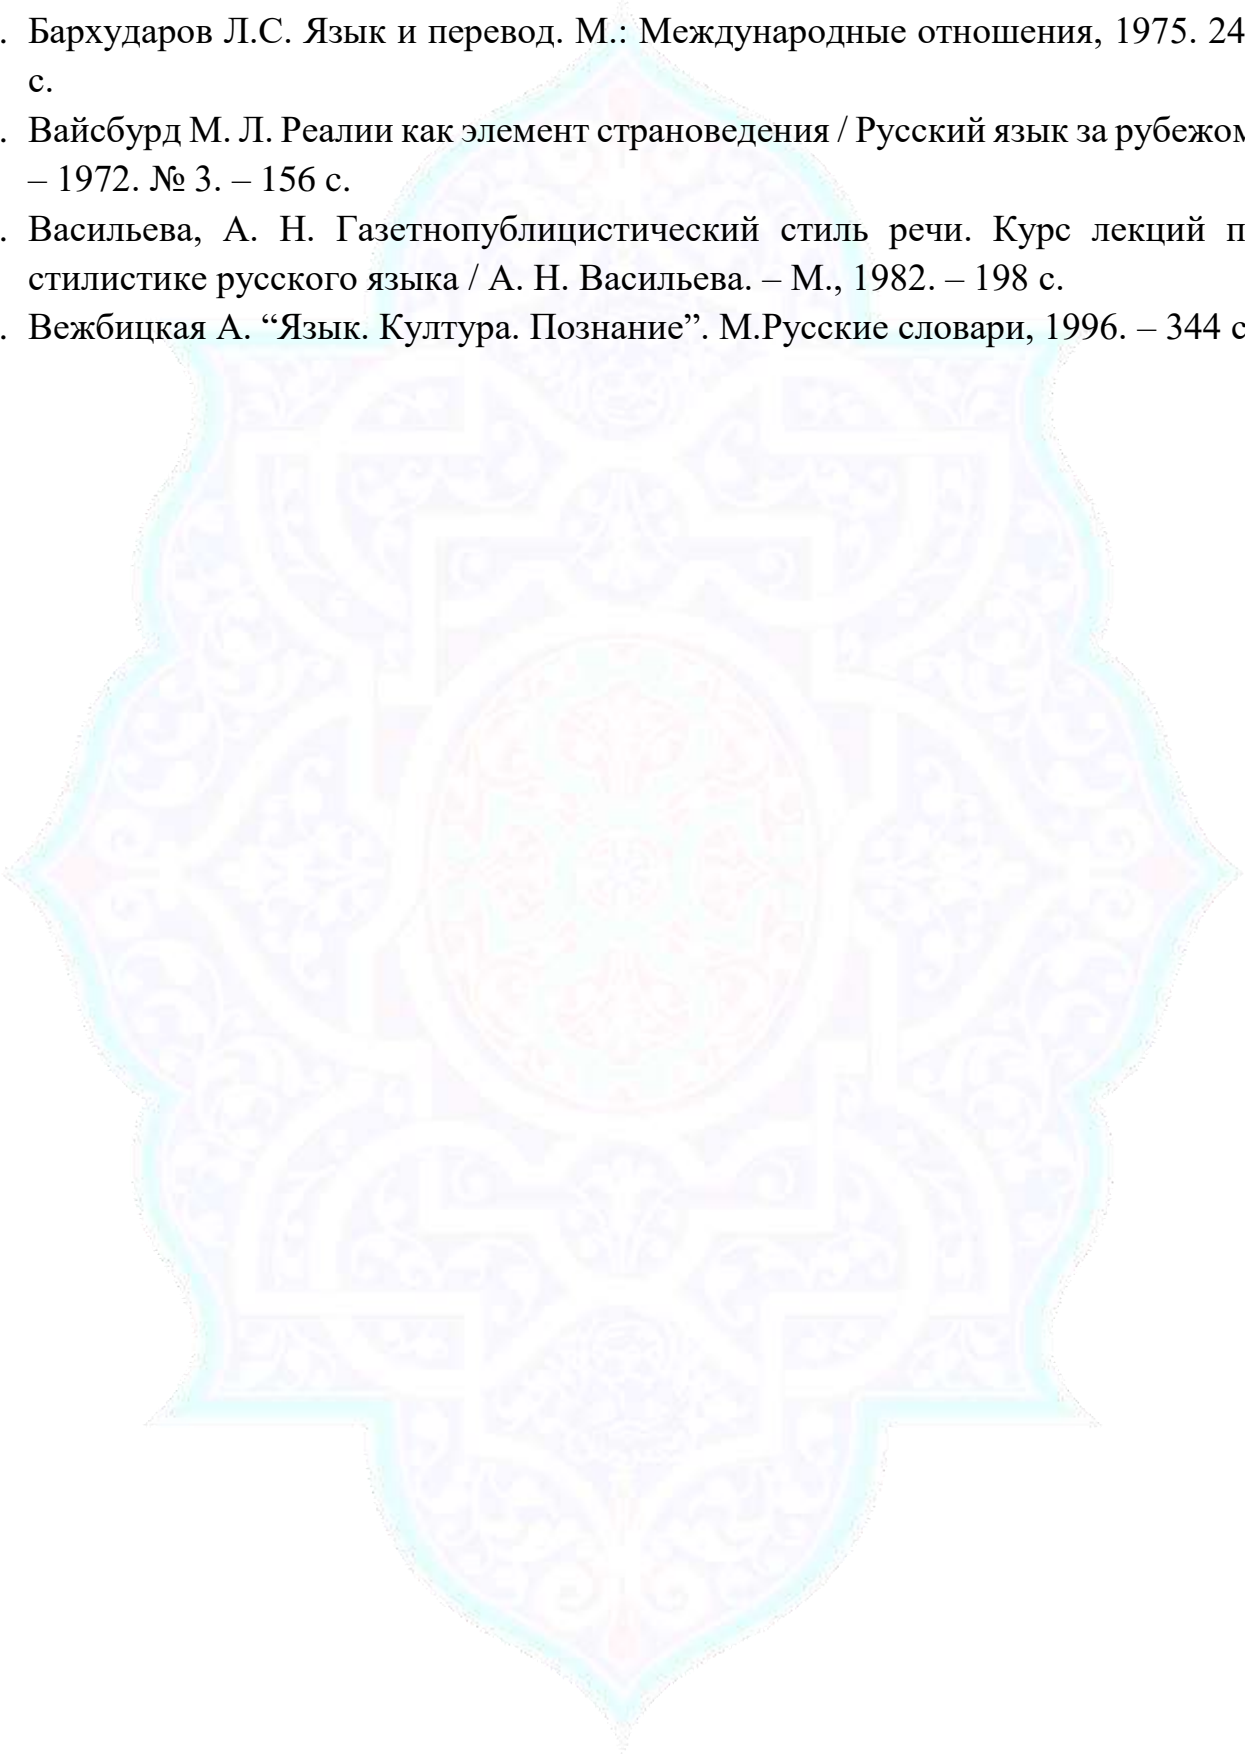 . Бархударов Л.С. Язык и перевод. М.: Международные отношения, 1975. 24
с.
. Вайсбурд М. Л. Реалии как элемент страноведения / Русский язык за рубежом
– 1972. № 3. – 156 с.
. Васильева, А. Н. Газетнопублицистический стиль речи. Курс лекций п
стилистике русского языка / А. Н. Васильева. – М., 1982. – 198 с.
. Вежбицкая А. “Язык. Култура. Познание”. М.Русские словари, 1996. – 344 с